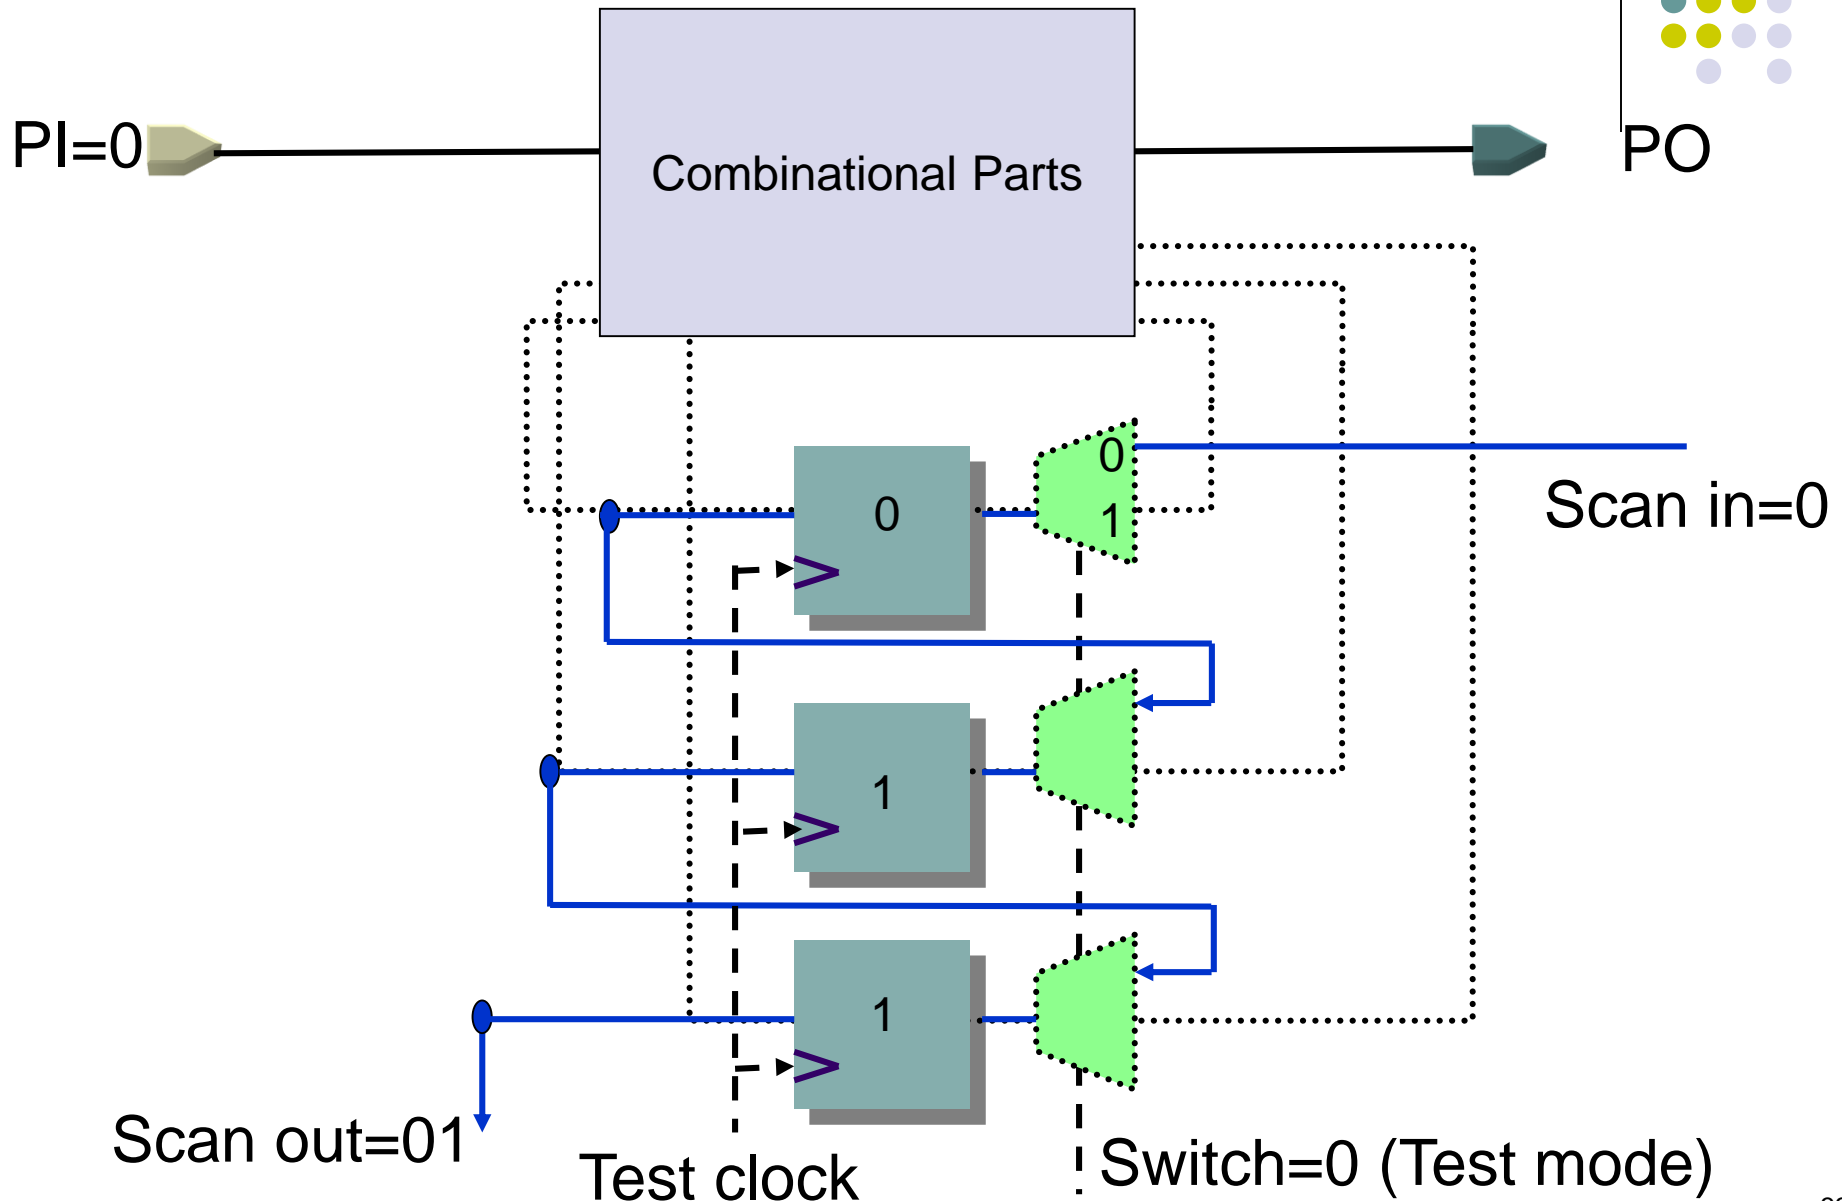 PI=0
Combinational Parts
PO
0
1
Scan in=0
0
1
1
Scan out=01
Test clock
Switch=0 (Test mode)